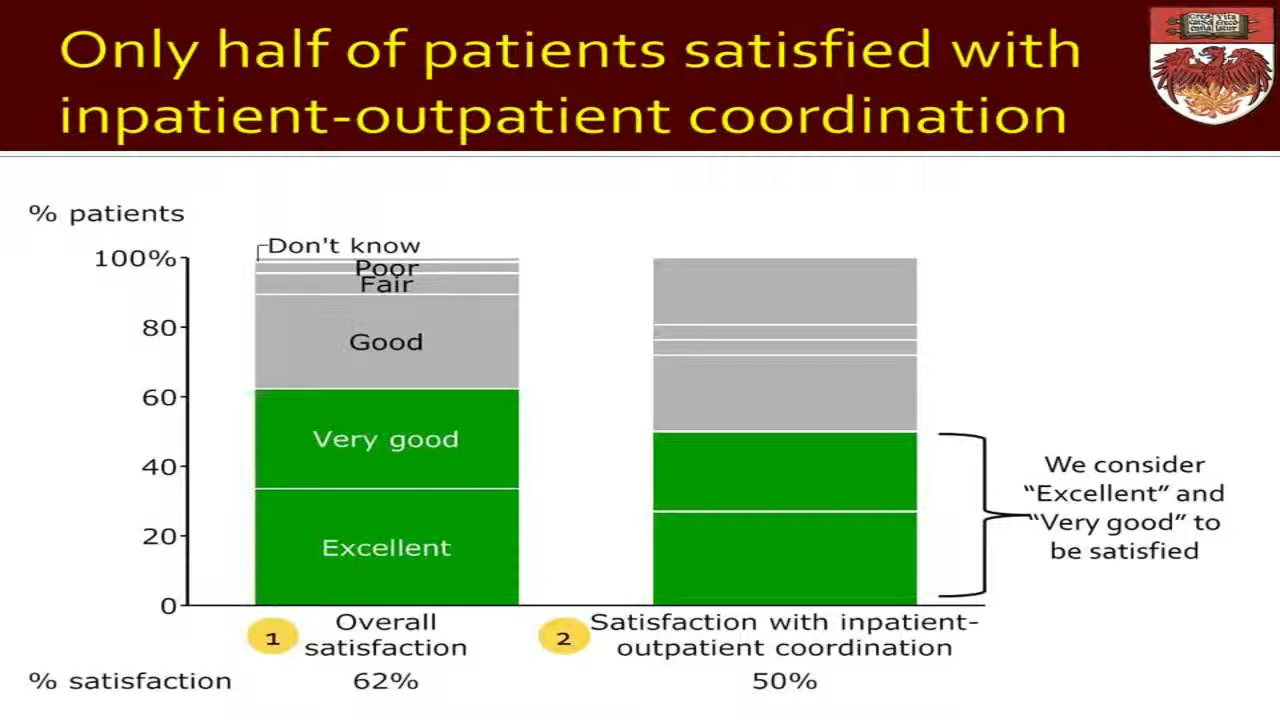 Only half of patients satisfied with
inpatient-outpatient coordination
% patients
Don't know
100%
Poor
Fair
80
Good
60
Very good
40
20
Excellent
0
We consider
“Excellent” and
“Very good” to
be satisfied
1
Overall
satisfaction
2
Satisfaction with inpatient-
outpatient coordination
% satisfaction
62%
50%